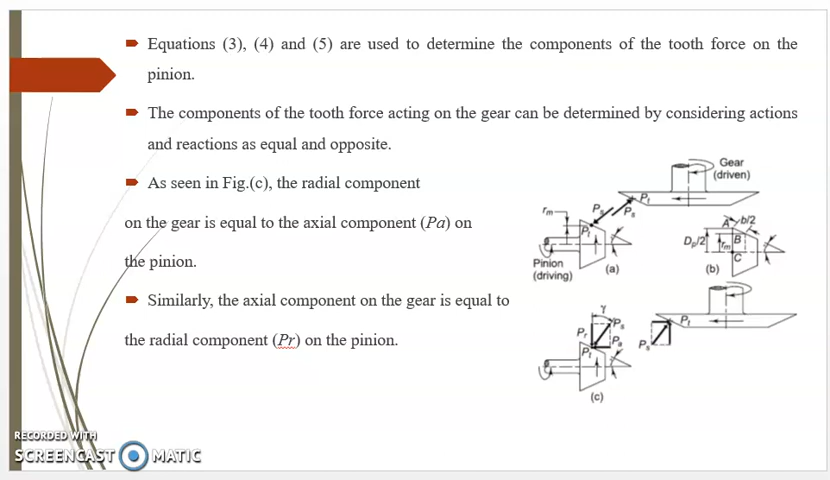 Equations (3), (4) and (5) are used to determine the components of the tooth force on the
pinion.
The components of the tooth force acting on the gear can be determined by considering actions
and reactions as equal and opposite.
As seen in Fig.(c), the radial component
on the gear is equal to the axial component (Pa) on
the pinion.
Similarly, the axial component on the gear is equal to
the radial component (Pr) on the pinion.
Gear
(driven)
Pt
rm
Ps
Ps
Pt
Pinion
(driving)
(a)
A
b/2
Dp/2
rm
B
C
(b)
γ
Pr
Ps
Pa
Pt
Ps
Pt
(c)
RECORDED WITH
SCREENCAST MATIC